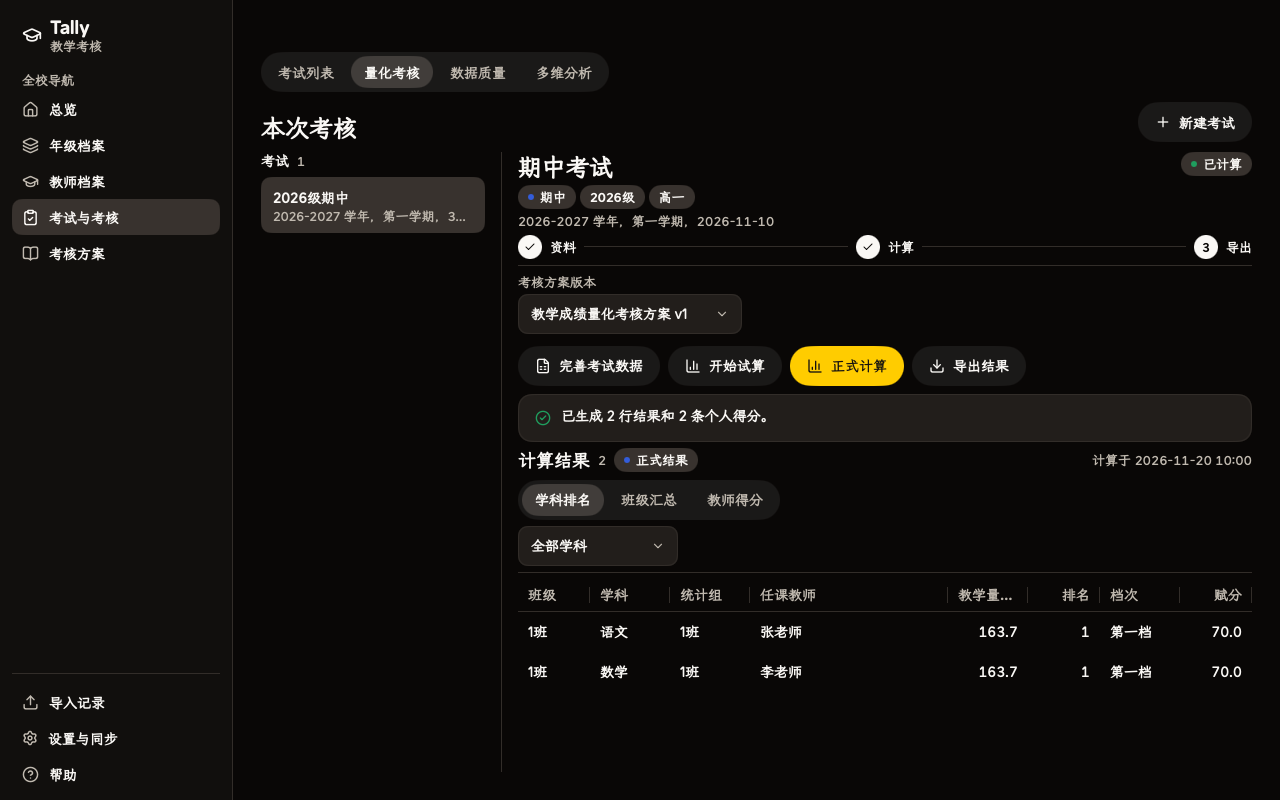 Tally
教学考核
全校导航
总览
年级档案
教师档案
考试与考核
考核方案
导入记录
设置与同步
帮助
考试列表 量化考核 数据质量 多维分析
本次考核
新建考试
考试 1
2026级期中
2026-2027 学年，第一学期，3...
期中考试
已计算
期中 2026级 高一
2026-2027 学年，第一学期，2026-11-10
资料 计算 3 导出
考核方案版本
教学成绩量化考核方案 v1
完善考试数据 开始试算 正式计算 导出结果
已生成 2 行结果和 2 条个人得分。
计算结果 2 正式结果 计算于 2026-11-20 10:00
学科排名 班级汇总 教师得分
全部学科
班级 学科 统计组 任课教师 教学量... 排名 档次 赋分
1班 语文 1班 张老师 163.7 1 第一档 70.0
1班 数学 1班 李老师 163.7 1 第一档 70.0